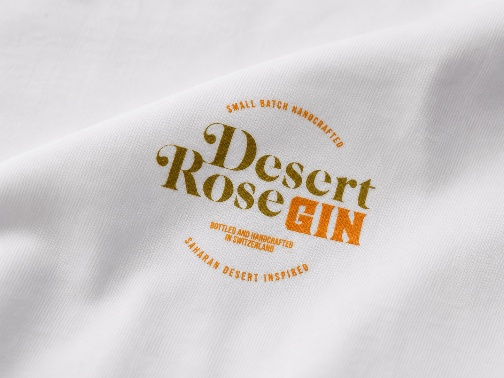 SMALL BATCH HANDCRAFTED
Desert
Rose GIN
BOTTLED AND HANDCRAFTED
IN SWITZERLAND
SAHARAN DESERT INSPIRED